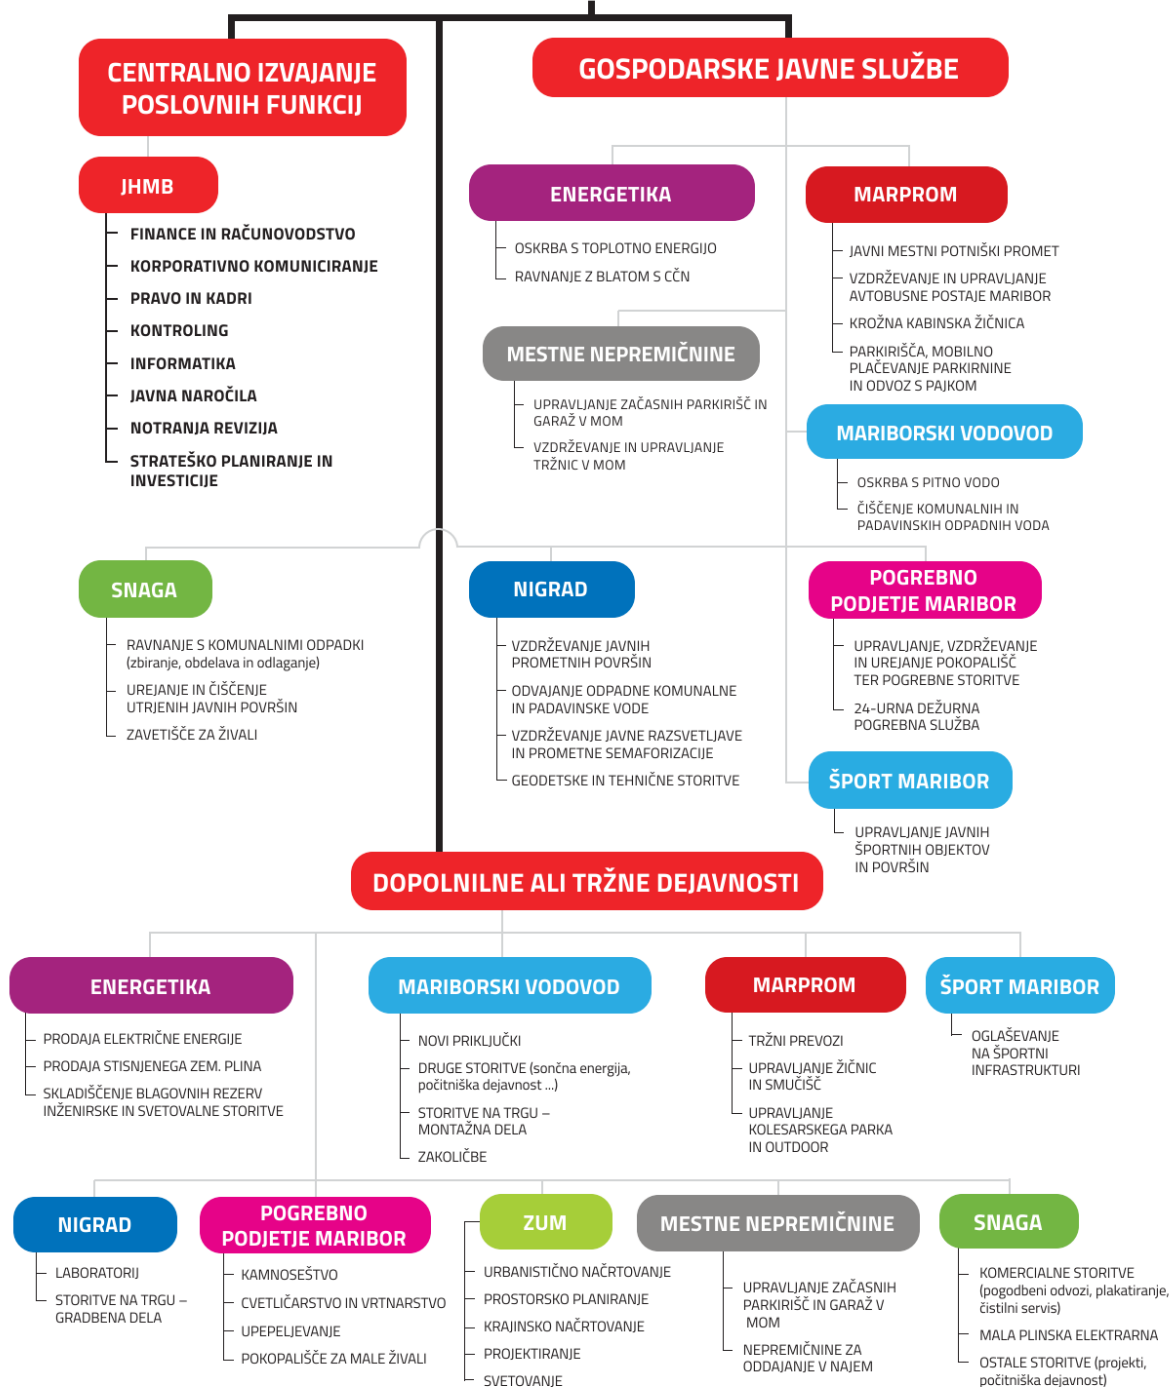 CENTRALNO IZVAJANJE
POSLOVNIH FUNKCIJ
JHMB
FINANCE IN RAČUNOVODSTVO
KORPORATIVNO KOMUNICIRANJE
PRAVO IN KADRI
KONTROLING
INFORMATIKA
JAVNA NAROČILA
NOTRANJA REVIZIJA
STRATEŠKO PLANIRANJE IN
INVESTICIJE
GOSPODARSKE JAVNE SLUŽBE
ENERGETIKA
OSKRBA S TOPLOTNO ENERGIJO
RAVNANJE Z BLATOM S CČN
MARPROM
JAVNI MESTNI POTNIŠKI PROMET
VZDRŽEVANJE IN UPRAVLJANJE
AVTOBUSNE POSTAJE MARIBOR
KROŽNA KABINSKA ŽIČNICA
PARKIRIŠČA, MOBILNO
PLAČEVANJE PARKIRNINE
IN ODVOZ S PAJKOM
MESTNE NEPREMIČNINE
UPRAVLJANJE ZAČASNIH PARKIRIŠČ IN
GARAŽ V MOM
VZDRŽEVANJE IN UPRAVLJANJE
TRŽNIC V MOM
MARIBORSKI VODOVOD
OSKRBA S PITNO VODO
ČIŠČENJE KOMUNALNIH IN
PADAVINSKIH ODPADNIH VODA
SNAGA
RAVNANJE S KOMUNALNIMI ODPADKI
(zbiranje, obdelava in odlaganje)
UREJANJE IN ČIŠČENJE
UTRJENIH JAVNIH POVRŠIN
ZAVETIŠČE ZA ŽIVALI
NIGRAD
VZDRŽEVANJE JAVNIH
PROMETNIH POVRŠIN
ODVAJANJE ODPADNE KOMUNALNE
IN PADAVINSKE VODE
VZDRŽEVANJE JAVNE RAZSVETLJAVE
IN PROMETNE SEMAFORIZACIJE
GEODETSKE IN TEHNIČNE STORITVE
POGREBNO
PODJETJE MARIBOR
UPRAVLJANJE, VZDRŽEVANJE
IN UREJANJE POKOPALIŠČ
TER POGREBNE STORITVE
24-URNA DEŽURNA
POGREBNA SLUŽBA
ŠPORT MARIBOR
UPRAVLJANJE JAVNIH
ŠPORTNIH OBJEKTOV
IN POVRŠIN
DOPOLNILNE ALI TRŽNE DEJAVNOSTI
ENERGETIKA
PRODAJA ELEKTRIČNE ENERGIJE
PRODAJA STISNJENEGA ZEM. PLINA
SKLADIŠČENJE BLAGOVNIH REZERV
INŽENIRSKE IN SVETOVALNE STORITVE
MARIBORSKI VODOVOD
NOVI PRIKLJUČKI
DRUGE STORITVE (sončna energija,
počitniška dejavnost ...)
STORITVE NA TRGU –
MONTAŽNA DELA
ZAKOLIČBE
MARPROM
TRŽNI PREVOZI
UPRAVLJANJE ŽIČNIC
IN SMUČIŠČ
UPRAVLJANJE
KOLESARSKEGA PARKA
IN OUTDOOR
ŠPORT MARIBOR
OGLAŠEVANJE
NA ŠPORTNI
INFRASTRUKTURI
NIGRAD
LABORATORIJ
STORITVE NA TRGU –
GRADBENA DELA
POGREBNO
PODJETJE MARIBOR
KAMNOSEŠTVO
CVETLIČARSTVO IN VRTNARSTVO
UPEPELJEVANJE
POKOPALIŠČE ZA MALE ŽIVALI
ZUM
URBANISTIČNO NAČRTOVANJE
PROSTORSKO PLANIRANJE
KRAJINSKO NAČRTOVANJE
PROJEKTIRANJE
SVETOVANJE
MESTNE NEPREMIČNINE
UPRAVLJANJE ZAČASNIH
PARKIRIŠČ IN GARAŽ V
MOM
NEPREMIČNINE ZA
ODDAJANJE V NAJEM
SNAGA
KOMERCIALNE STORITVE
(pogodbeni odvozi, plakatiranje,
čistilni servis)
MALA PLINSKA ELEKTRARNA
OSTALE STORITVE (projekti,
počitniška dejavnost)